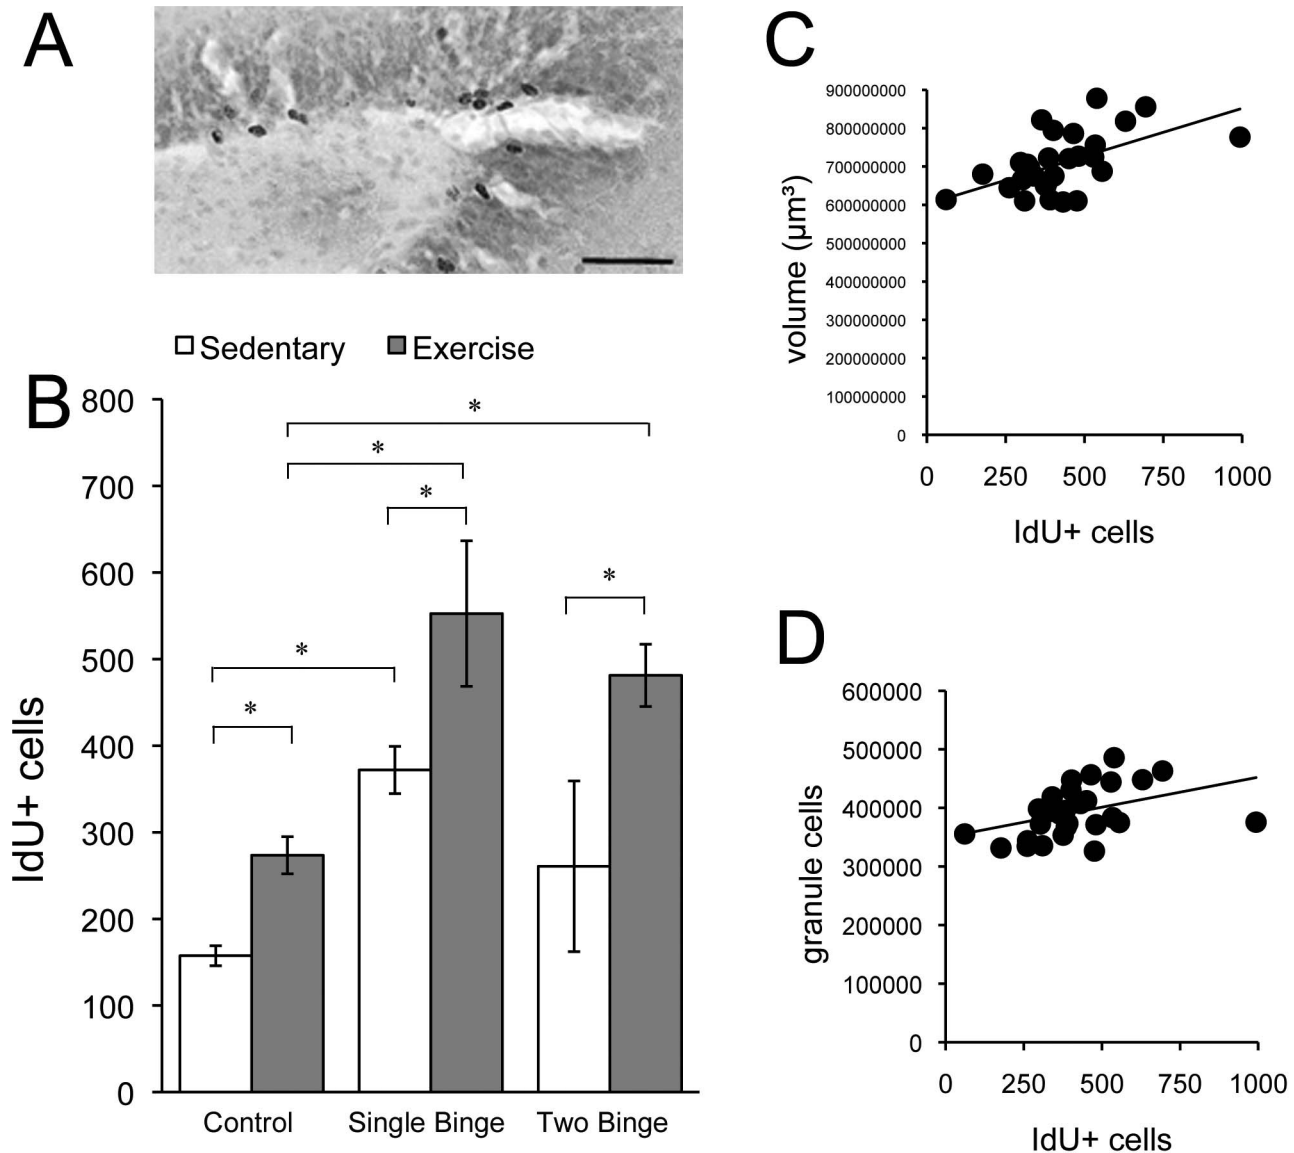 A
Sedentary Exercise
B
IdU+ cells
800
700
600
500
400
300
200
100
0
*
*
*
*
*
*
Control Single Binge Two Binge
C
volume (µm³)
900000000
800000000
700000000
600000000
500000000
400000000
300000000
200000000
100000000
0
0 250 500 750 1000
IdU+ cells
D
granule cells
600000
500000
400000
300000
200000
100000
0
0 250 500 750 1000
IdU+ cells